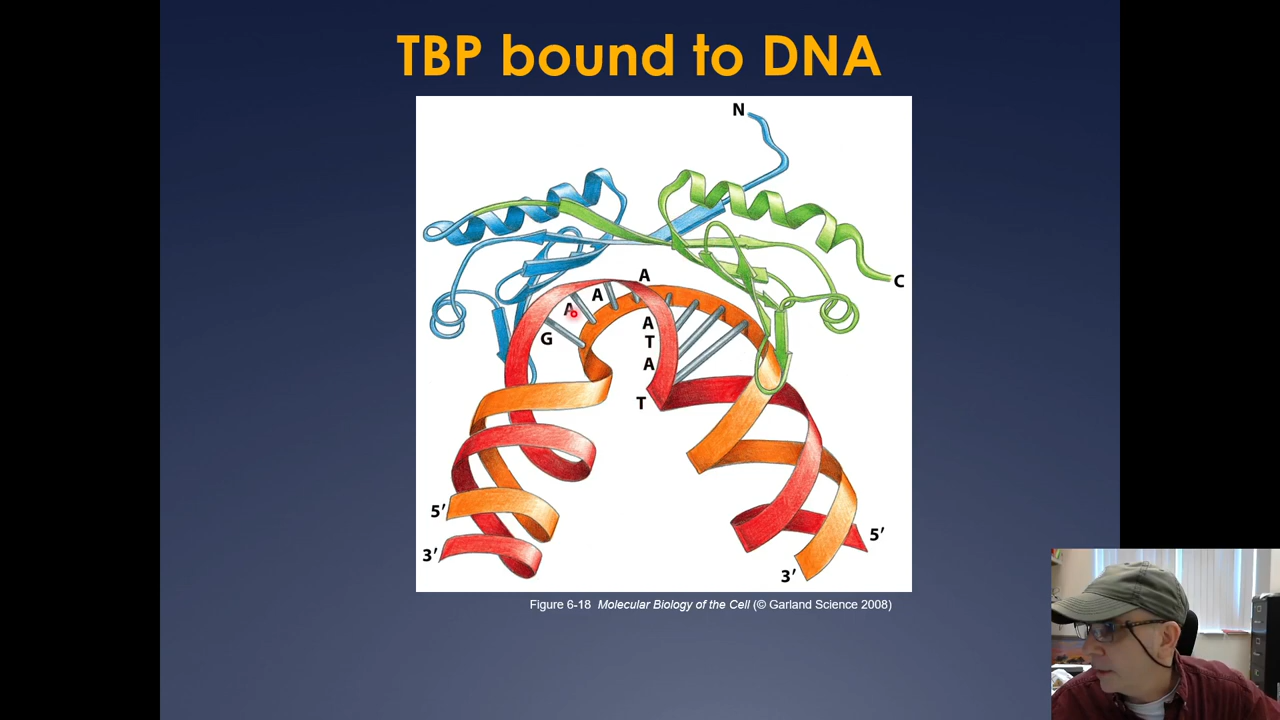 TBP bound to DNA
N
A
C
A
A
A
G
T
A
T
5′
3′
5′
3′
Figure 6-18 Molecular Biology of the Cell (© Garland Science 2008)